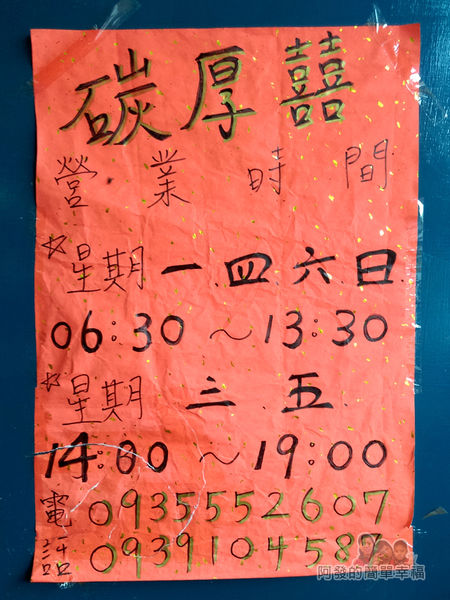 碳厚囍
營業時間
☆星期一.四.六.日
06:30～13:30
☆星期三.五
14:00～19:00
電話 0935552607
0939104587
阿發的簡單幸福